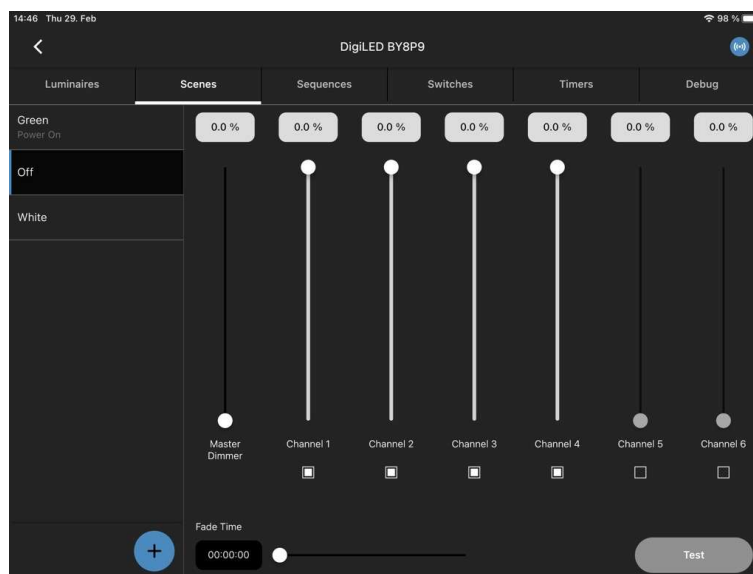 14:46 Thu 29. Feb
98 %
DigiLED BY8P9
Luminaires Scenes Sequences Switches Timers Debug
Green
Power On
Off
White
0.0 % 0.0 % 0.0 % 0.0 % 0.0 % 0.0 % 0.0 %
Master
Dimmer
Channel 1 Channel 2 Channel 3 Channel 4 Channel 5 Channel 6
Fade Time
00:00:00
+
Test